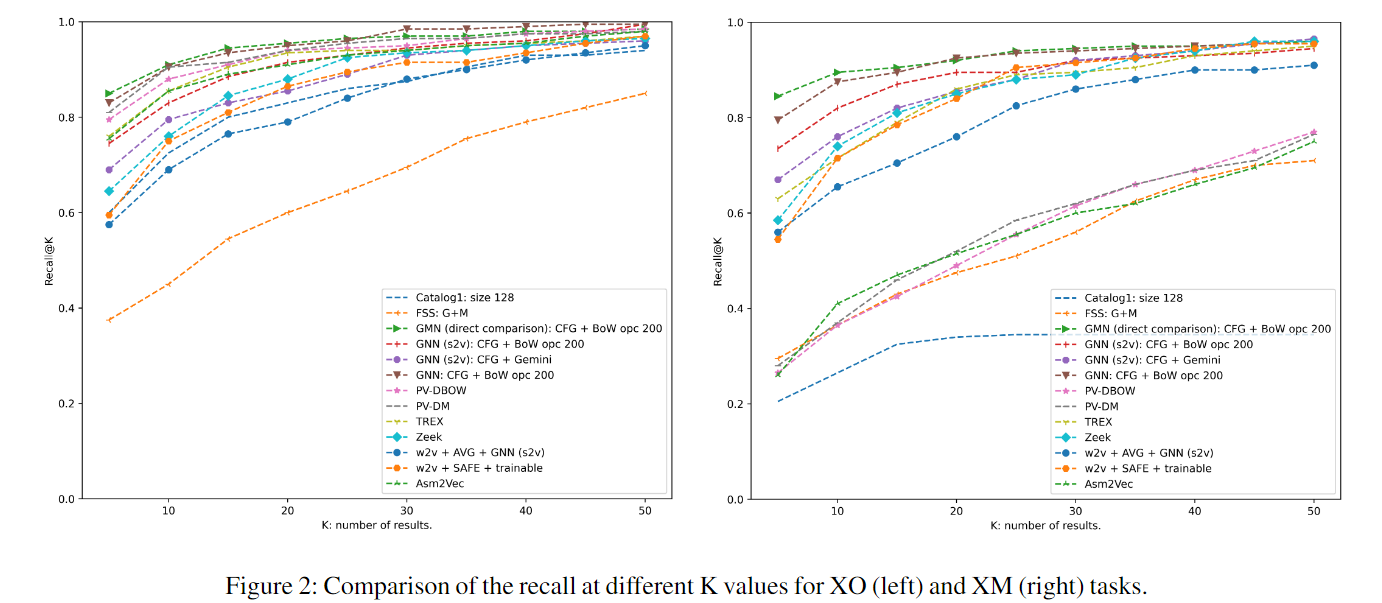 1.0
0.8
0.6
0.4
0.2
0.0
Recall@K
10 20 30 40 50
K: number of results.
Catalog1: size 128
FSS: G+M
GMN (direct comparison): CFG + BoW opc 200
GNN (s2v): CFG + BoW opc 200
GNN (s2v): CFG + Gemini
GNN: CFG + BoW opc 200
PV-DBOW
PV-DM
TREX
Zeek
w2v + AVG + GNN (s2v)
w2v + SAFE + trainable
Asm2Vec
1.0
0.8
0.6
0.4
0.2
0.0
Recall@K
10 20 30 40 50
K: number of results.
Catalog1: size 128
FSS: G+M
GMN (direct comparison): CFG + BoW opc 200
GNN (s2v): CFG + BoW opc 200
GNN (s2v): CFG + Gemini
GNN: CFG + BoW opc 200
PV-DBOW
PV-DM
TREX
Zeek
w2v + AVG + GNN (s2v)
w2v + SAFE + trainable
Asm2Vec
Figure 2: Comparison of the recall at different K values for XO (left) and XM (right) tasks.